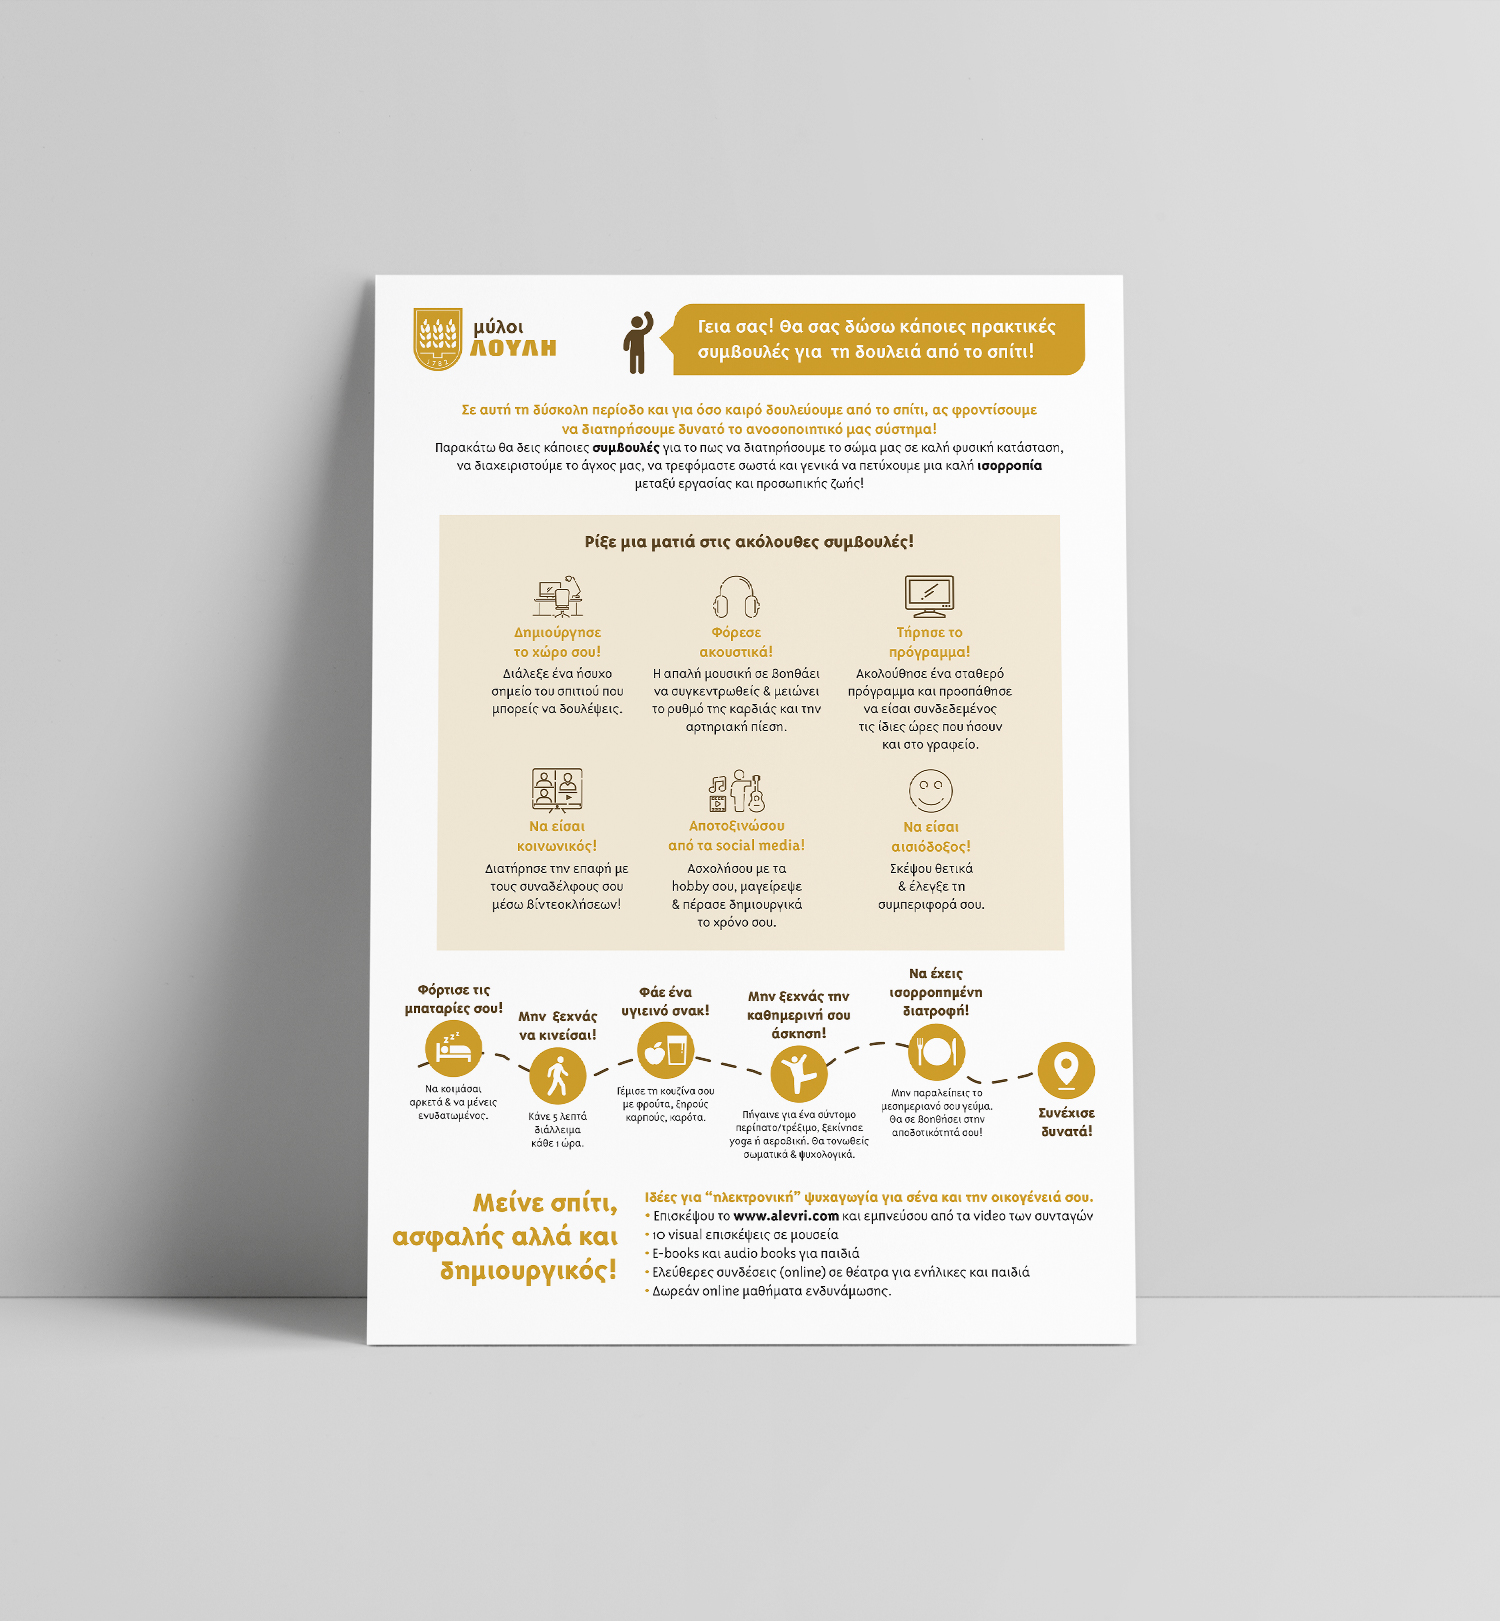 μύλοι
ΛΟΥΛΗ
1782
Γεια σας! Θα σας δώσω κάποιες πρακτικές
συμβουλές για τη δουλειά από το σπίτι!
Σε αυτή τη δύσκολη περίοδο και για όσο καιρό δουλεύουμε από το σπίτι, ας φροντίσουμε
να διατηρήσουμε δυνατό το ανοσοποιητικό μας σύστημα!
Παρακάτω θα δεις κάποιες συμβουλές για το πως να διατηρήσουμε το σώμα μας σε καλή φυσική κατάσταση,
να διαχειριστούμε το άγχος μας, να τρεφόμαστε σωστά και γενικά να πετύχουμε μια καλή ισορροπία
μεταξύ εργασίας και προσωπικής ζωής!
Ρίξε μια ματιά στις ακόλουθες συμβουλές!
Δημιούργησε
το χώρο σου!
Διάλεξε ένα ήσυχο
σημείο του σπιτιού που
μπορείς να δουλέψεις.
Φόρεσε
ακουστικά!
Η απαλή μουσική σε βοηθάει
να συγκεντρωθείς & μειώνει
το ρυθμό της καρδιάς και την
αρτηριακή πίεση.
Τήρησε το
πρόγραμμα!
Ακολούθησε ένα σταθερό
πρόγραμμα και προσπάθησε
να είσαι συνδεδεμένος
τις ίδιες ώρες που ήσουν
και στο γραφείο.
Να είσαι
κοινωνικός!
Διατήρησε την επαφή με
τους συναδέλφους σου
μέσω βίντεοκλήσεων!
Αποτοξινώσου
από τα social media!
Ασχολήσου με τα
hobby σου, μαγείρεψε
& πέρασε δημιουργικά
το χρόνο σου.
Να είσαι
αισιόδοξος!
Σκέψου θετικά
& έλεγξε τη
συμπεριφορά σου.
Φόρτισε τις
μπαταρίες σου!
zzz
Να κοιμάσαι
αρκετά & να μένεις
ενυδατωμένος.
Μην ξεχνάς
να κινείσαι!
Κάνε 5 λεπτά
διάλλειμα
κάθε 1 ώρα.
Φάε ένα
υγιεινό σνακ!
Γέμισε τη κουζίνα σου
με φρούτα, ξηρούς
καρπούς, καρότα.
Μην ξεχνάς την
καθημερινή σου
άσκηση!
Πήγαινε για ένα σύντομο
περίπατο/τρέξιμο, ξεκίνησε
yoga ή αεροβική. Θα τονωθείς
σωματικά & ψυχολογικά.
Να έχεις
ισορροπημένη
διατροφή!
Μην παραλείπεις το
μεσημεριανό σου γεύμα.
Θα σε βοηθήσει στην
αποδοτικότητά σου!
Συνέχισε
δυνατά!
Μείνε σπίτι,
ασφαλής αλλά και
δημιουργικός!
Ιδέες για “ηλεκτρονική” ψυχαγωγία για σένα και την οικογένειά σου.
• Επισκέψου το www.alevri.com και εμπνεύσου από τα video των συνταγών
• 10 visual επισκέψεις σε μουσεία
• E-books και audio books για παιδιά
• Ελεύθερες συνδέσεις (online) σε θέατρα για ενήλικες και παιδιά
• Δωρεάν online μαθήματα ενδυνάμωσης.